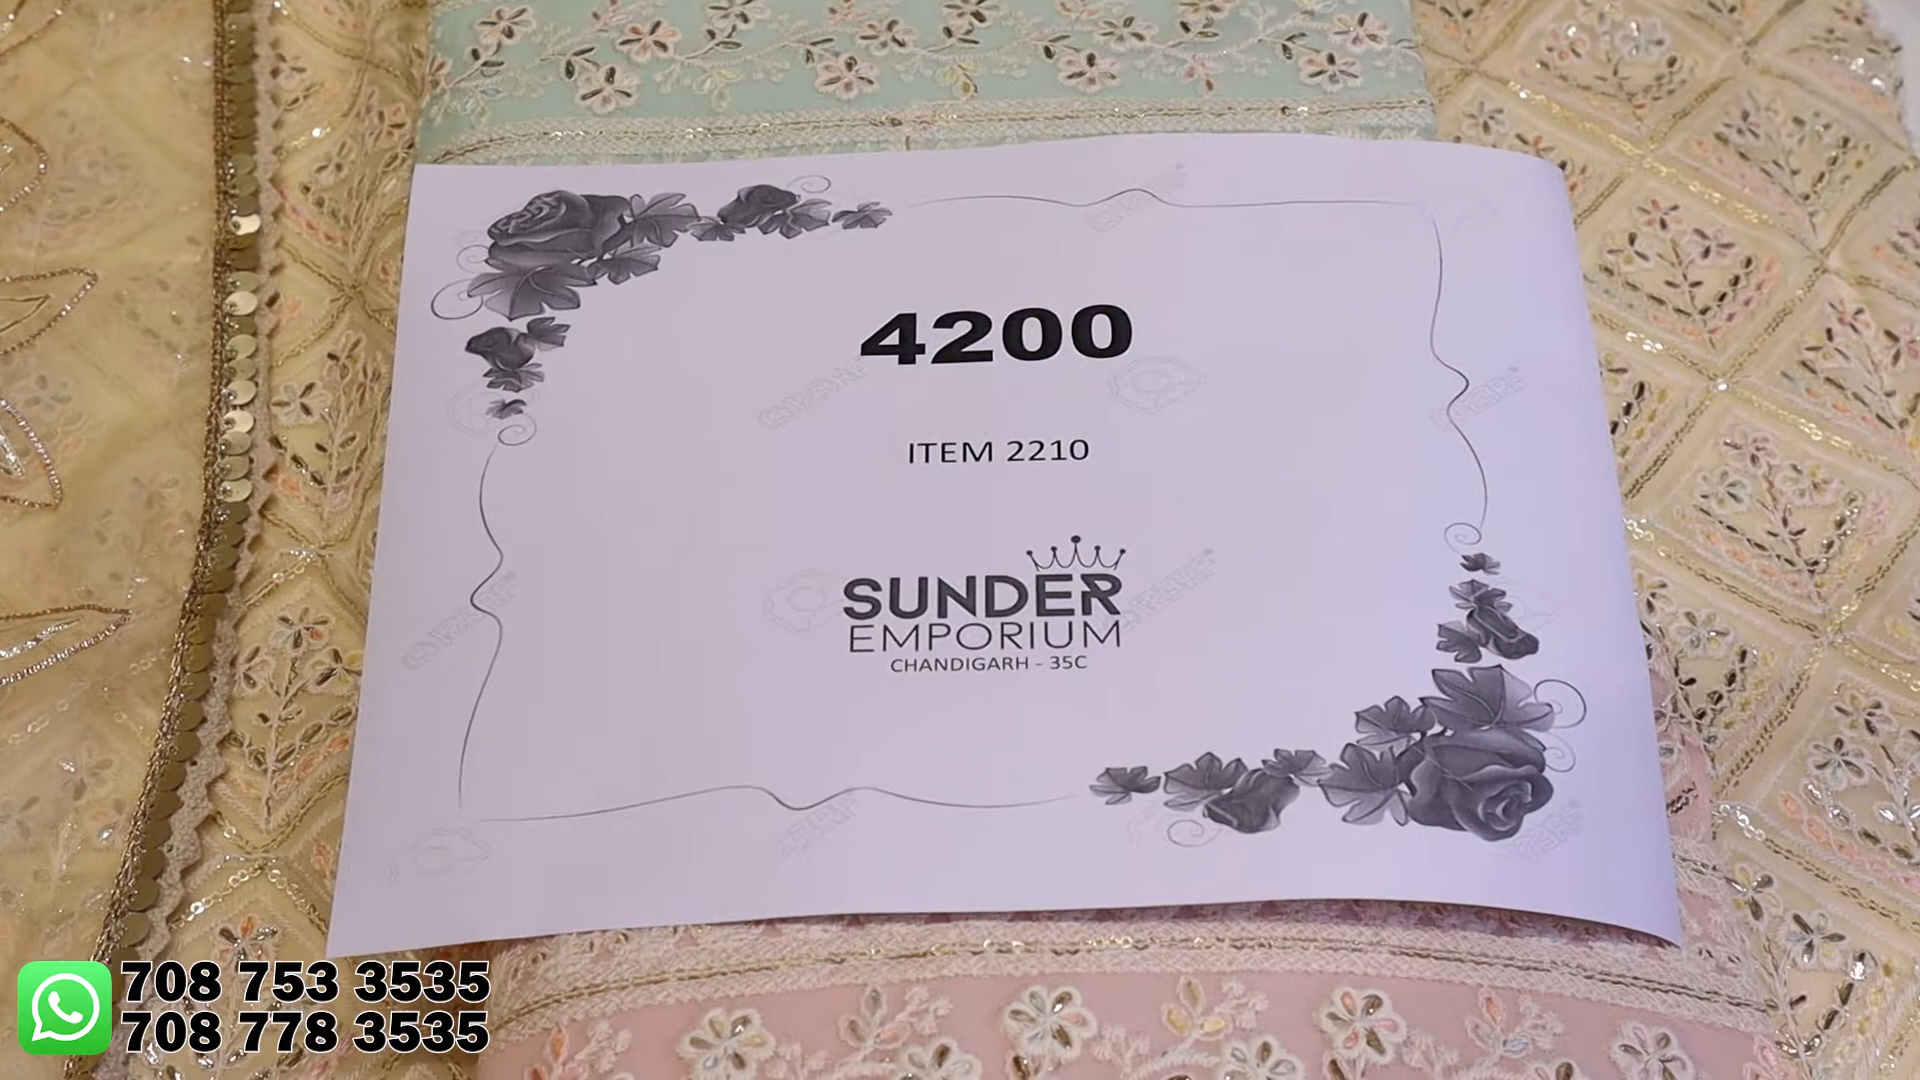 4200
ITEM 2210
SUNDER
EMPORIUM
CHANDIGARH - 35C
708 753 3535
708 778 3535